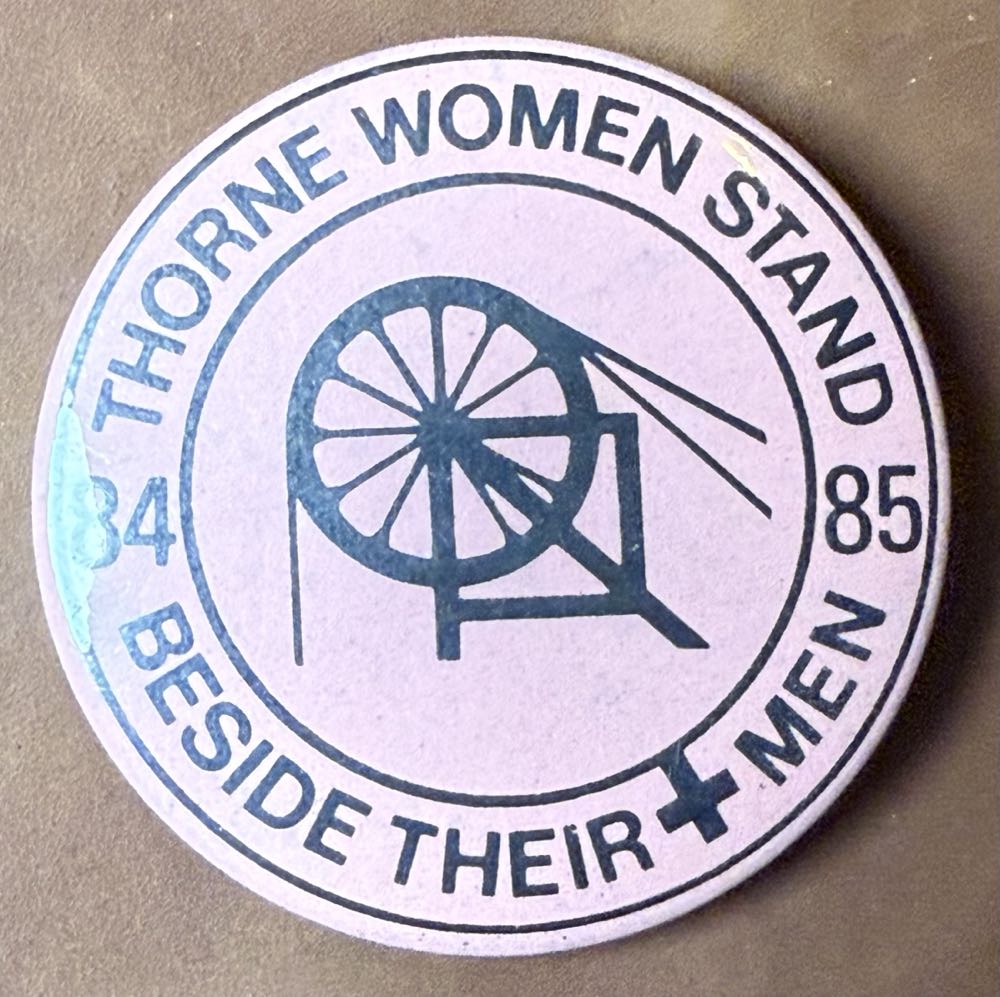 THORNE WOMEN STAND
84 85
BESIDE THEIR MEN